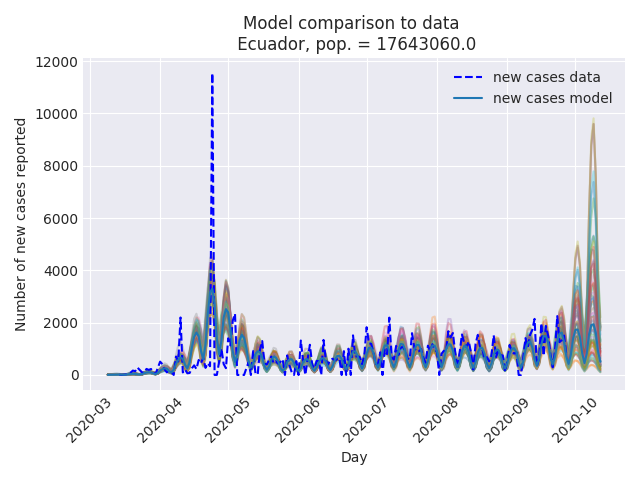 Model comparison to data
Ecuador, pop. = 17643060.0
12000
10000
8000
6000
4000
2000
0
Number of new cases reported
new cases data
new cases model
2020-03
2020-04
2020-05
2020-06
2020-07
2020-08
2020-09
2020-10
Day